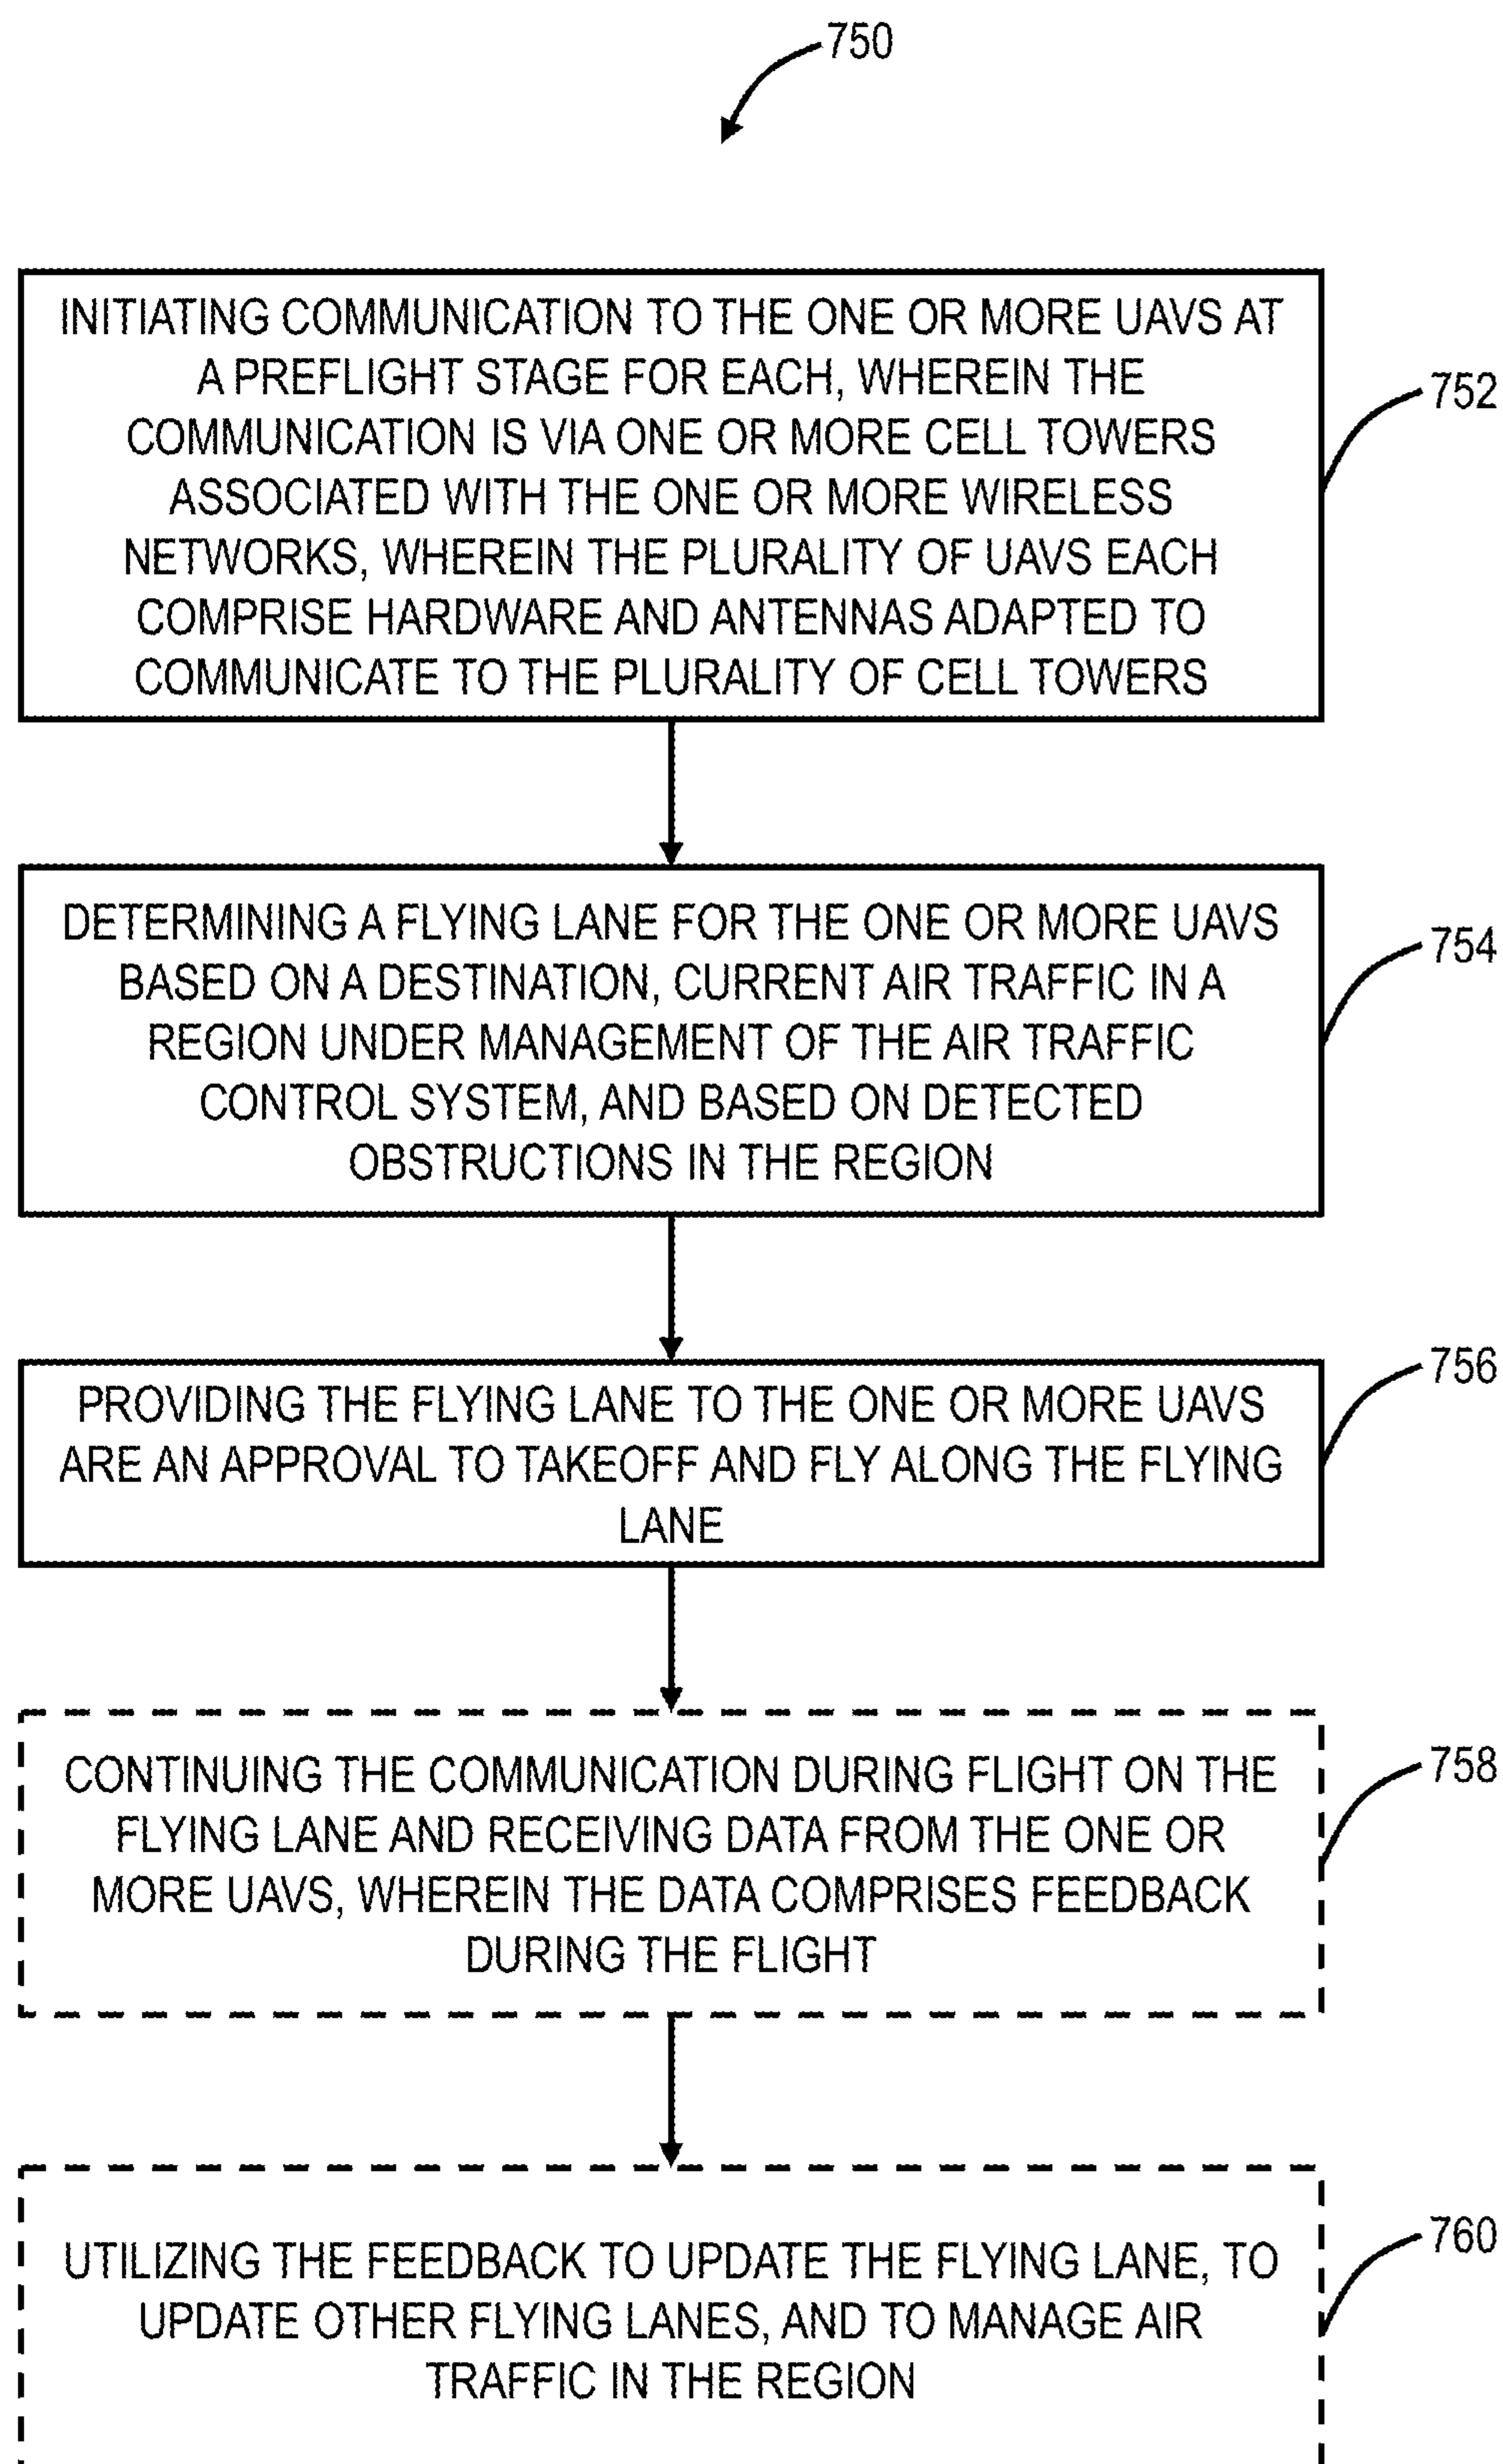 750
INITIATING COMMUNICATION TO THE ONE OR MORE UAVS AT
A PREFLIGHT STAGE FOR EACH, WHEREIN THE
COMMUNICATION IS VIA ONE OR MORE CELL TOWERS
ASSOCIATED WITH THE ONE OR MORE WIRELESS
NETWORKS, WHEREIN THE PLURALITY OF UAVS EACH
COMPRISE HARDWARE AND ANTENNAS ADAPTED TO
COMMUNICATE TO THE PLURALITY OF CELL TOWERS
752
DETERMINING A FLYING LANE FOR THE ONE OR MORE UAVS
BASED ON A DESTINATION, CURRENT AIR TRAFFIC IN A
REGION UNDER MANAGEMENT OF THE AIR TRAFFIC
CONTROL SYSTEM, AND BASED ON DETECTED
OBSTRUCTIONS IN THE REGION
754
PROVIDING THE FLYING LANE TO THE ONE OR MORE UAVS
ARE AN APPROVAL TO TAKEOFF AND FLY ALONG THE FLYING
LANE
756
CONTINUING THE COMMUNICATION DURING FLIGHT ON THE
FLYING LANE AND RECEIVING DATA FROM THE ONE OR
MORE UAVS, WHEREIN THE DATA COMPRISES FEEDBACK
DURING THE FLIGHT
758
UTILIZING THE FEEDBACK TO UPDATE THE FLYING LANE, TO
UPDATE OTHER FLYING LANES, AND TO MANAGE AIR
TRAFFIC IN THE REGION
760